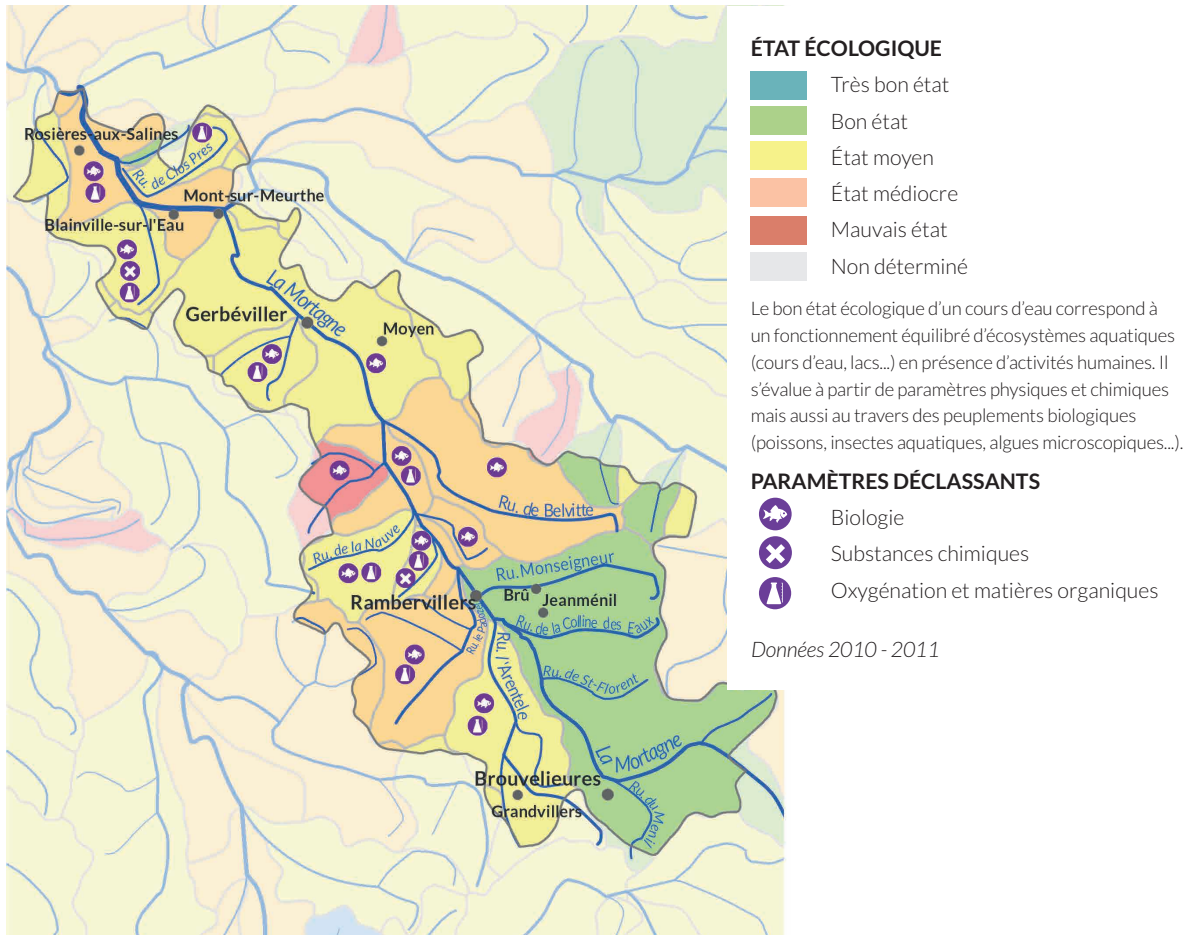 Rosières-aux-Salines
Ru. de Clos Pres
Mont-sur-Meurthe
Blainville-sur-l'Eau
La Mortagne
Gerbéviller
Moyen
Ru. de Belvitte
Ru. de la Nauve
Ru.Monseigneur
Brû
Jeanménil
Rambervillers
Ru. de la Colline des Eaux
Ru. le Padozel
Ru. l'Arentele
Ru. de St-Florent
La Mortagne
Brouvelieures
Grandvillers
Ru. du Menil
ÉTAT ÉCOLOGIQUE
Très bon état
Bon état
État moyen
État médiocre
Mauvais état
Non déterminé
Le bon état écologique d’un cours d’eau correspond à
un fonctionnement équilibré d’écosystèmes aquatiques
(cours d’eau, lacs...) en présence d’activités humaines. Il
s’évalue à partir de paramètres physiques et chimiques
mais aussi au travers des peuplements biologiques
(poissons, insectes aquatiques, algues microscopiques...).
PARAMÈTRES DÉCLASSANTS
Biologie
Substances chimiques
Oxygénation et matières organiques
Données 2010 - 2011